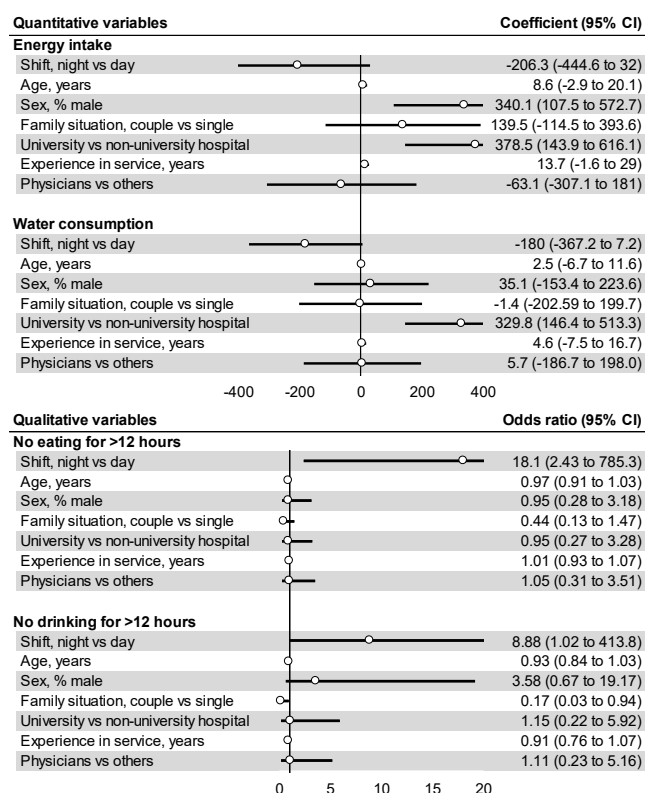 Quantitative variables Coefficient (95% CI)
Energy intake
Shift, night vs day -206.3 (-444.6 to 32)
Age, years 8.6 (-2.9 to 20.1)
Sex, % male 340.1 (107.5 to 572.7)
Family situation, couple vs single 139.5 (-114.5 to 393.6)
University vs non-university hospital 378.5 (143.9 to 616.1)
Experience in service, years 13.7 (-1.6 to 29)
Physicians vs others -63.1 (-307.1 to 181)
Water consumption
Shift, night vs day -180 (-367.2 to 7.2)
Age, years 2.5 (-6.7 to 11.6)
Sex, % male 35.1 (-153.4 to 223.6)
Family situation, couple vs single -1.4 (-202.59 to 199.7)
University vs non-university hospital 329.8 (146.4 to 513.3)
Experience in service, years 4.6 (-7.5 to 16.7)
Physicians vs others 5.7 (-186.7 to 198.0)
-400 -200 0 200 400
Qualitative variables Odds ratio (95% CI)
No eating for >12 hours
Shift, night vs day 18.1 (2.43 to 785.3)
Age, years 0.97 (0.91 to 1.03)
Sex, % male 0.95 (0.28 to 3.18)
Family situation, couple vs single 0.44 (0.13 to 1.47)
University vs non-university hospital 0.95 (0.27 to 3.28)
Experience in service, years 1.01 (0.93 to 1.07)
Physicians vs others 1.05 (0.31 to 3.51)
No drinking for >12 hours
Shift, night vs day 8.88 (1.02 to 413.8)
Age, years 0.93 (0.84 to 1.03)
Sex, % male 3.58 (0.67 to 19.17)
Family situation, couple vs single 0.17 (0.03 to 0.94)
University vs non-university hospital 1.15 (0.22 to 5.92)
Experience in service, years 0.91 (0.76 to 1.07)
Physicians vs others 1.11 (0.23 to 5.16)
0 5 10 15 20